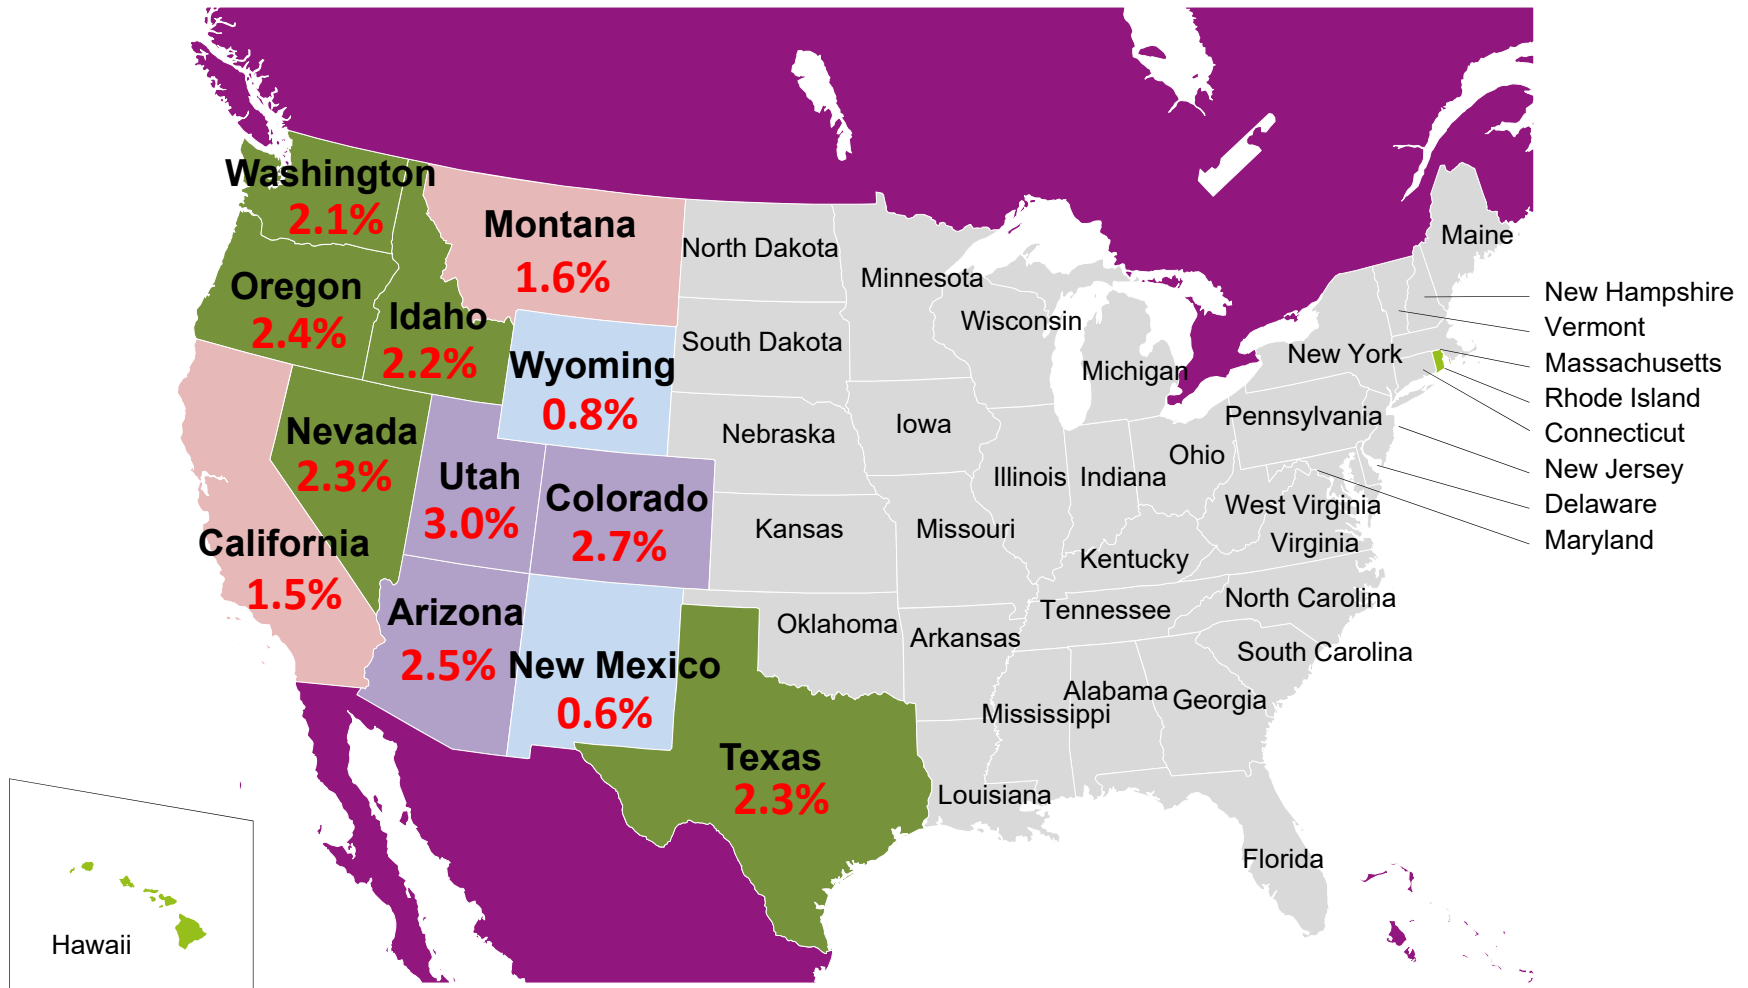 Washington
2.1%
Oregon
2.4%
Idaho
2.2%
Montana
1.6%
Wyoming
0.8%
Nevada
2.3%
Utah
3.0%
Colorado
2.7%
California
1.5%
Arizona
2.5%
New Mexico
0.6%
Texas
2.3%
North Dakota
South Dakota
Nebraska
Kansas
Oklahoma
Minnesota
Iowa
Missouri
Arkansas
Louisiana
Wisconsin
Illinois
Michigan
Indiana
Ohio
Kentucky
Tennessee
Mississippi
Alabama
Georgia
Florida
South Carolina
North Carolina
Virginia
West Virginia
Pennsylvania
New York
Maine
New Hampshire
Vermont
Massachusetts
Rhode Island
Connecticut
New Jersey
Delaware
Maryland
Hawaii